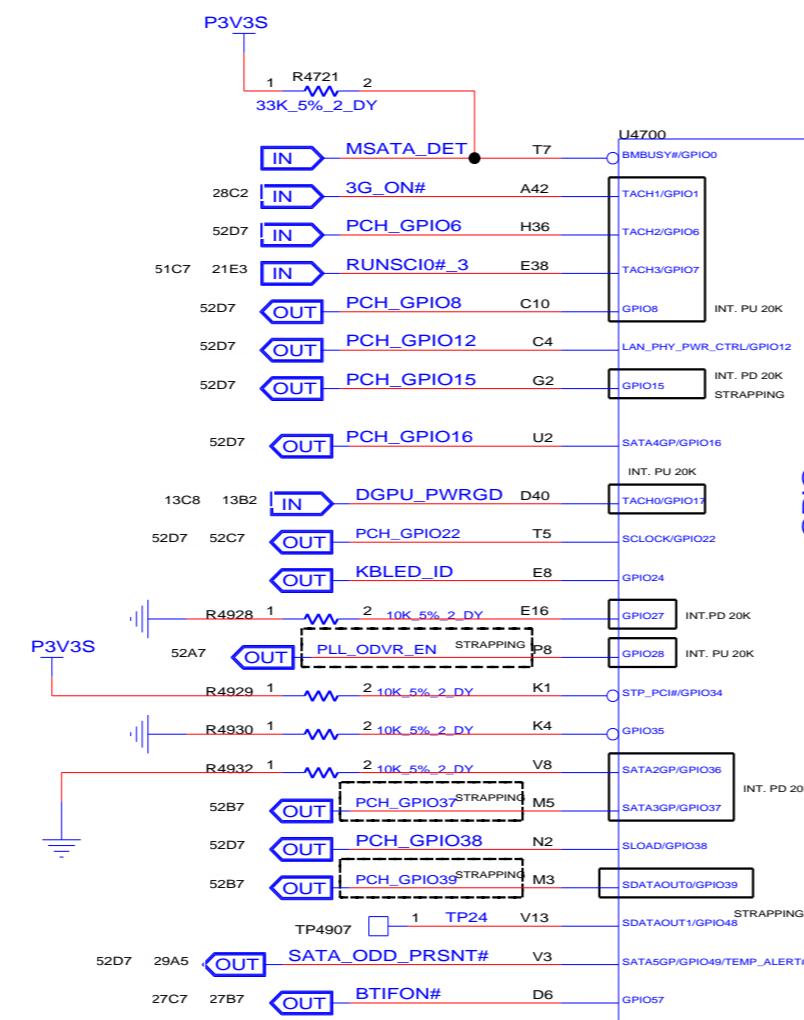 P3V3S
1 R4721 2
33K_5%_2_DY
U4700
IN MSATA_DET T7 BMBUSY#/GPIO0
28C2 IN 3G_ON# A42 TACH1/GPIO1
52D7 IN PCH_GPIO6 H36 TACH2/GPIO6
51C7 21E3 IN RUNSCI0#_3 E38 TACH3/GPIO7
52D7 OUT PCH_GPIO8 C10 GPIO8 INT. PU 20K
52D7 OUT PCH_GPIO12 C4 LAN_PHY_PWR_CTRL/GPIO12
52D7 OUT PCH_GPIO15 G2 GPIO15 INT. PD 20K
STRAPPING
52D7 OUT PCH_GPIO16 U2 SATA4GP/GPIO16
INT. PU 20K
13C8 13B2 IN DGPU_PWRGD D40 TACH0/GPIO17
52D7 52C7 OUT PCH_GPIO22 T5 SCLOCK/GPIO22
OUT KBLED_ID E8 GPIO24
R4928 1 2 10K_5%_2_DY E16 GPIO27 INT.PD 20K
P3V3S
52A7 OUT PLL_ODVR_EN STRAPPING P8 GPIO28 INT. PU 20K
R4929 1 2 10K_5%_2_DY K1 STP_PCI#/GPIO34
R4930 1 2 10K_5%_2_DY K4 GPIO35
R4932 1 2 10K_5%_2_DY V8 SATA2GP/GPIO36
INT. PD 20
52B7 OUT PCH_GPIO37 STRAPPING M5 SATA3GP/GPIO37
52D7 OUT PCH_GPIO38 N2 SLOAD/GPIO38
52B7 OUT PCH_GPIO39 STRAPPING M3 SDATAOUT0/GPIO39
STRAPPING
TP4907 1 TP24 V13 SDATAOUT1/GPIO48
52D7 29A5 OUT SATA_ODD_PRSNT# V3 SATA5GP/GPIO49/TEMP_ALERT#
27C7 27B7 OUT BTIFON# D6 GPIO57